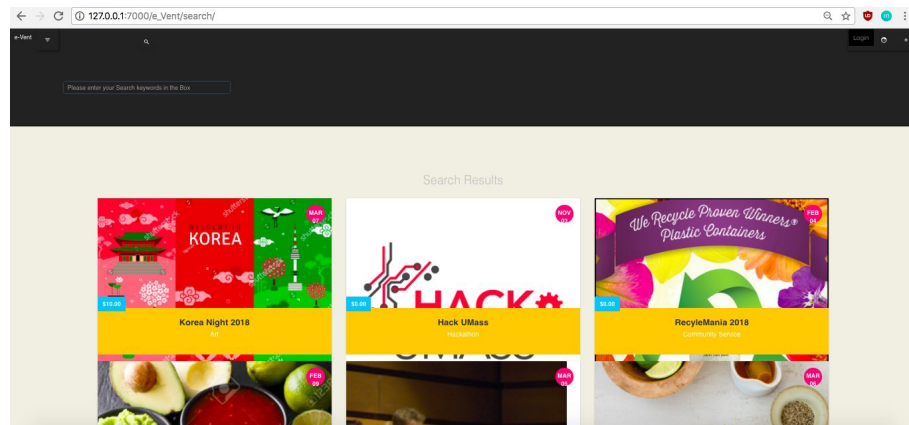 127.0.0.1:7000/e_Vent/search/
e-Vent
Login
Please enter your Search keywords in the Box
Search Results
MAR
07
KOREA
$10.00
Korea Night 2018
Art
NOV
03
HACK
$0.00
Hack UMass
Hackathon
UMASS
We Recycle Proven Winners®
Plastic Containers
FEB
04
$0.00
RecyleMania 2018
Community Service
FEB
09
MAR
MAR